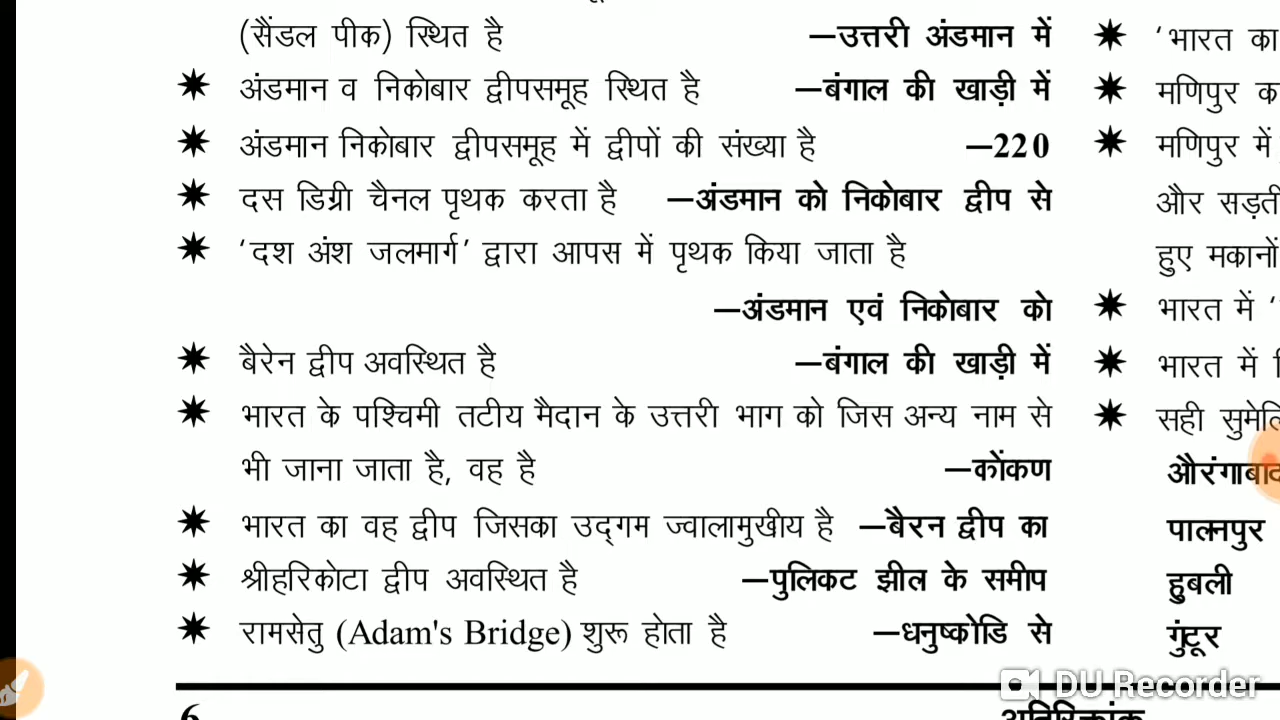 (सैंडल पीक) स्थित है —उत्तरी अंडमान में
✷ अंडमान व निकोबार द्वीपसमूह स्थित है —बंगाल की खाड़ी में
✷ अंडमान निकोबार द्वीपसमूह में द्वीपों की संख्या है —220
✷ दस डिग्री चैनल पृथक करता है —अंडमान को निकोबार द्वीप से
✷ ‘दश अंश जलमार्ग’ द्वारा आपस में पृथक किया जाता है
—अंडमान एवं निकोबार को
✷ बैरेन द्वीप अवस्थित है —बंगाल की खाड़ी में
✷ भारत के पश्चिमी तटीय मैदान के उत्तरी भाग को जिस अन्य नाम से
भी जाना जाता है, वह है —कोंकण
✷ भारत का वह द्वीप जिसका उद्गम ज्वालामुखीय है —बैरन द्वीप का
✷ श्रीहरिकोटा द्वीप अवस्थित है —पुलिकट झील के समीप
✷ रामसेतु (Adam's Bridge) शुरू होता है —धनुष्कोडि से
6
✷ ‘भारत का
✷ मणिपुर
✷ मणिपुर में
और
हुए मकानों
✷ भारत में ‘
✷ भारत में
✷ सही
पालनपुर
हुबली
गुंटूर
अतिरिक्तांक
DU Recorder